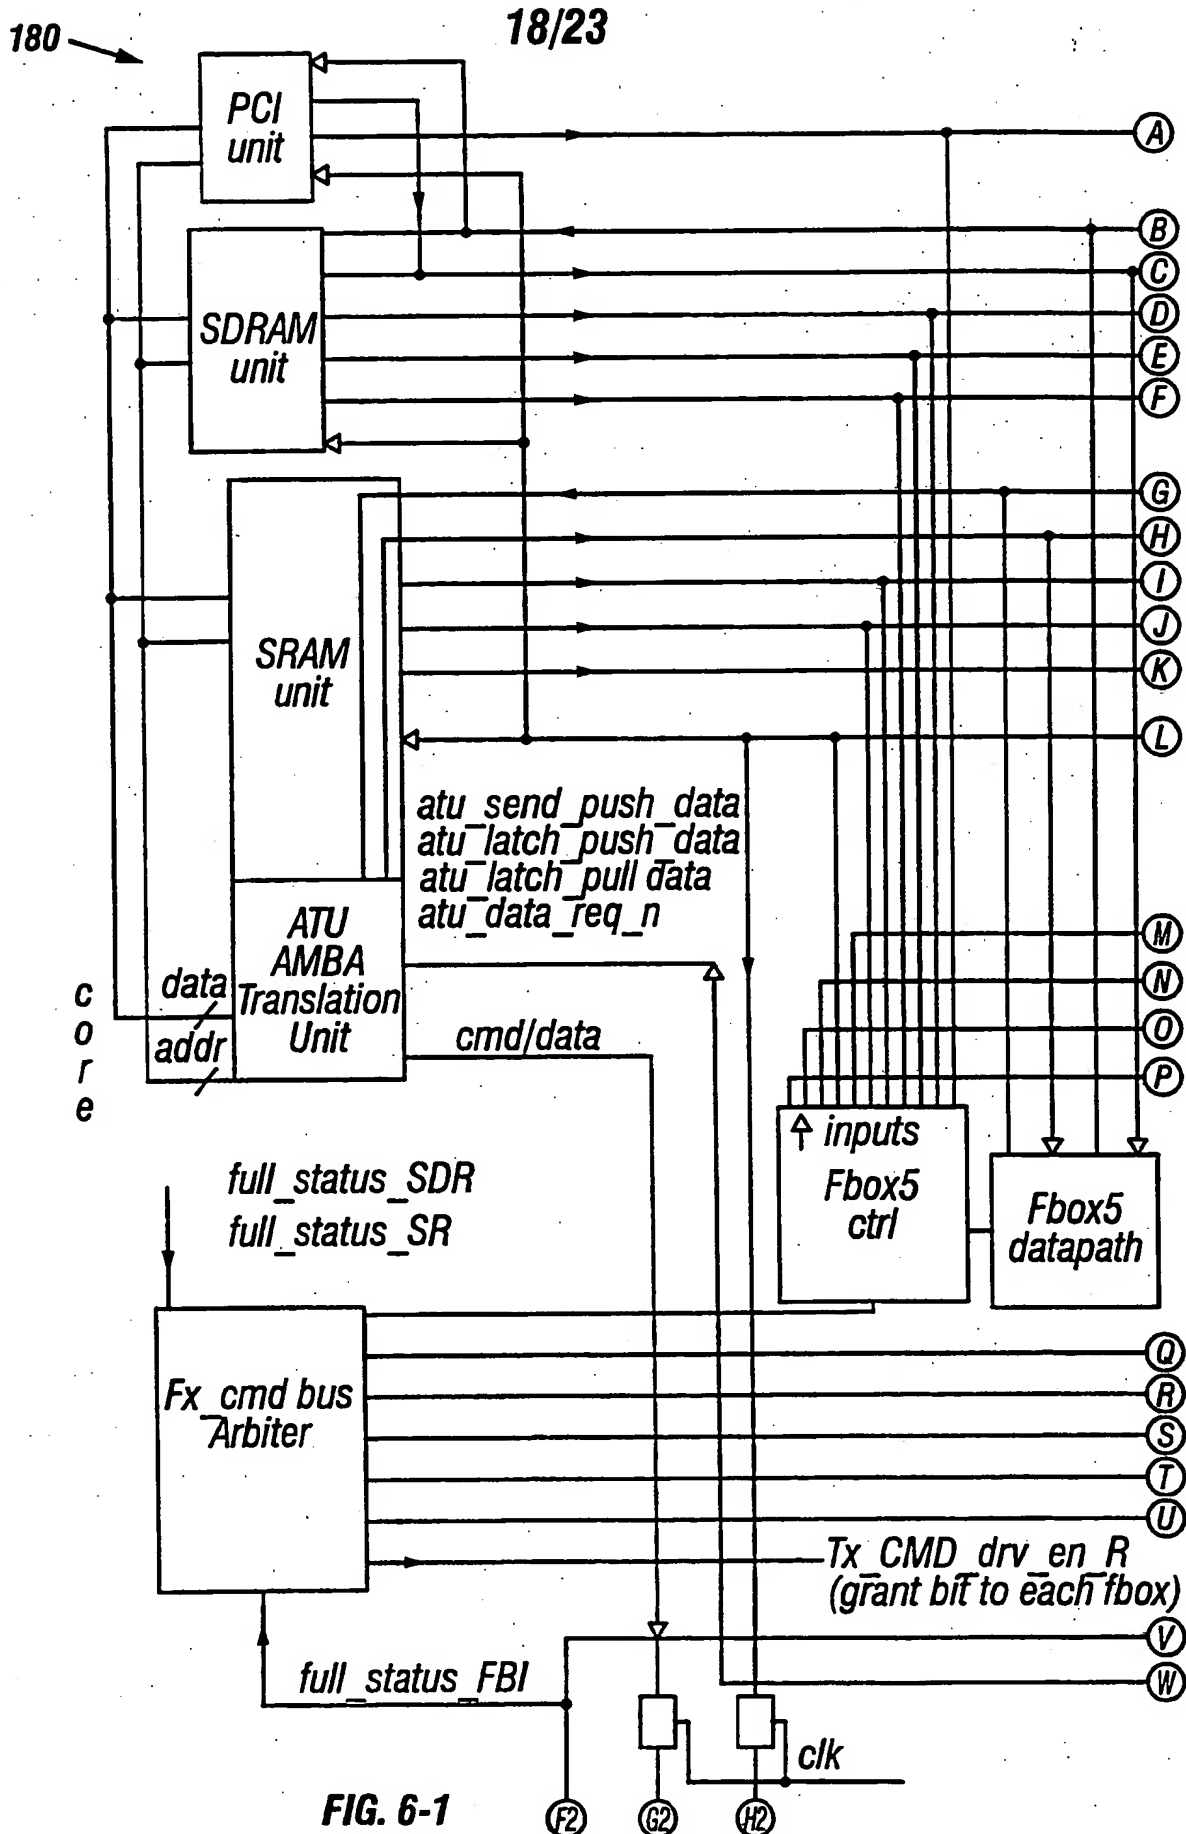 18/23
180
PCI
unit
A
B
C
SDRAM
unit
D
E
F
G
H
I
SRAM
unit
J
K
L
atu_send_push_data
atu_latch_push_data
atu_latch_pull data
atu_data_req_n
ATU
AMBA
Translation
Unit
M
N
O
P
core
data
addr
cmd/data
inputs
Fbox5
ctrl
Fbox5
datapath
full_status_SDR
full_status_SR
Fx_cmd bus
Arbiter
Q
R
S
T
U
Tx_CMD_drv_en_R
(grant bit to each fbox)
V
W
full_status_FBI
clk
FIG. 6-1
F2
G2
H2